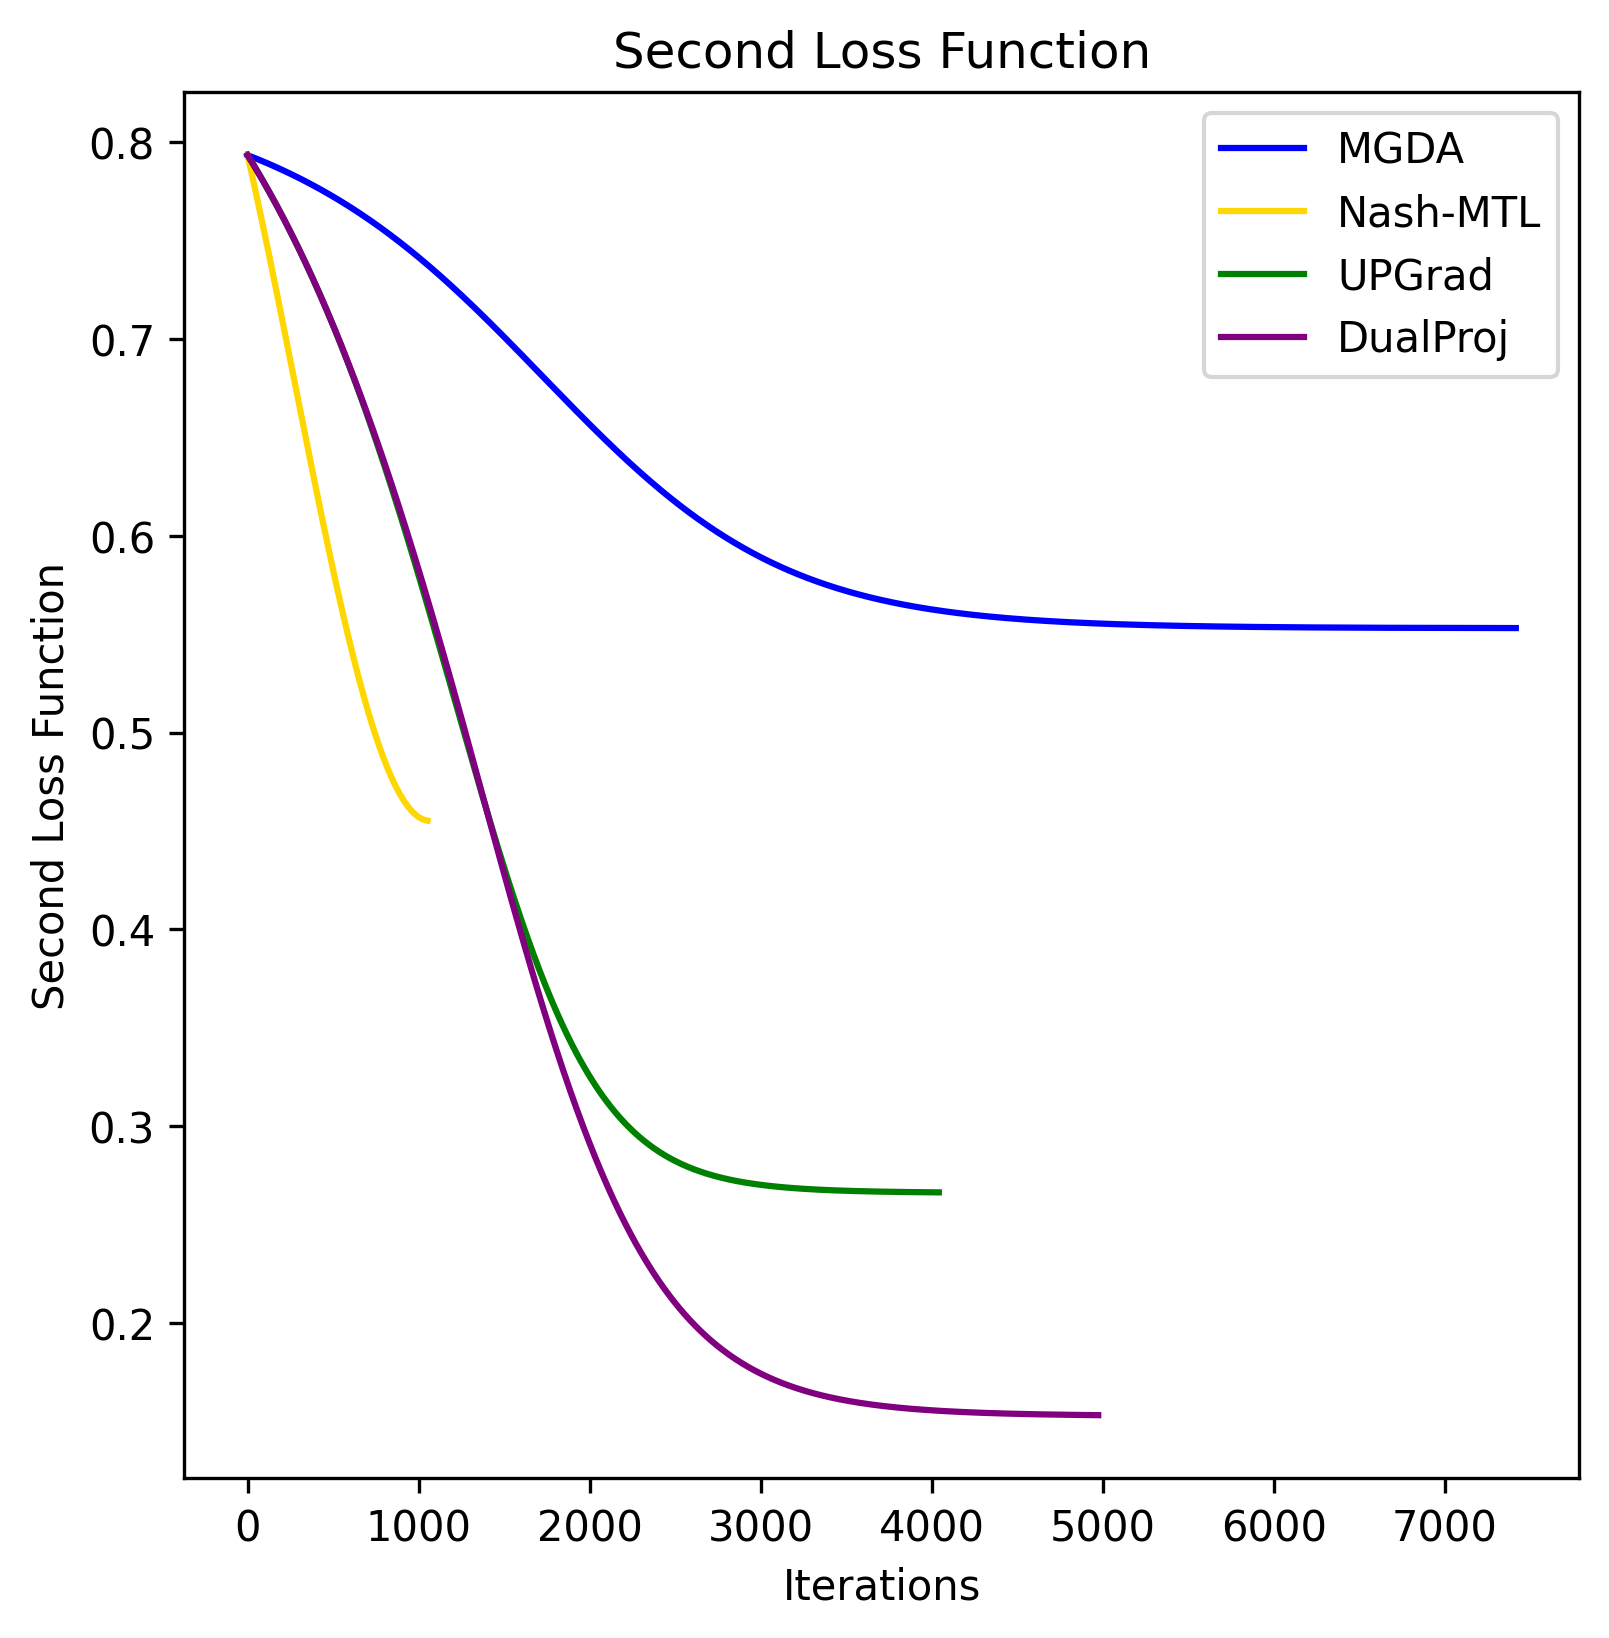 Second Loss Function
MGDA
Nash-MTL
UPGrad
DualProj
Second Loss Function
0.8
0.7
0.6
0.5
0.4
0.3
0.2
0 1000 2000 3000 4000 5000 6000 7000
Iterations